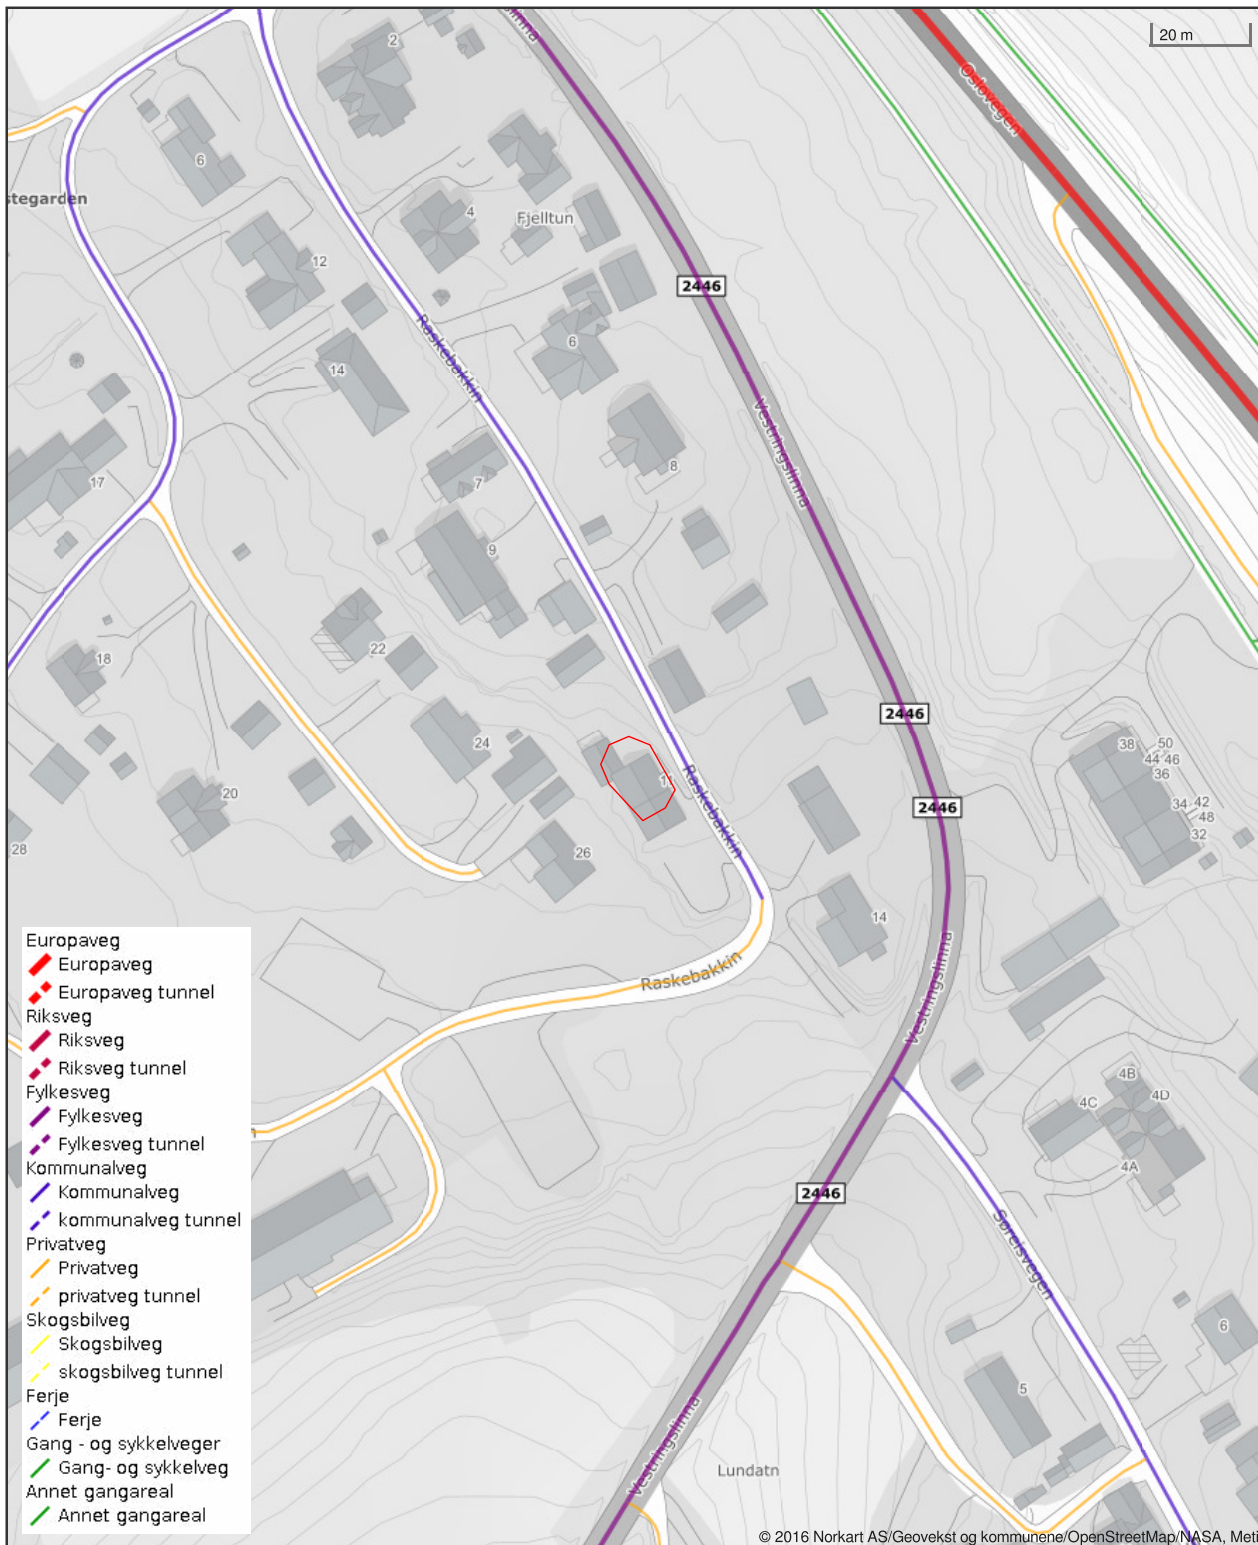 20 m
slinna
2
Oslovegen
6
stegarden
4
Fjelltun
12
2446
Raskebakkin
6
14
Vestringslinna
8
17
7
9
22
18
2446
24
38
50
44 46
36
11
Raskebakkin
20
34 42
48
32
2446
28
26
14
Vestringslinna
Raskebakkin
4B
4D
4C
4A
n
2446
Søreisvegen
6
5
Vestringslinna
Lundatn
Europaveg
Europaveg
Europaveg tunnel
Riksveg
Riksveg
Riksveg tunnel
Fylkesveg
Fylkesveg
Fylkesveg tunnel
Kommunalveg
Kommunalveg
kommunalveg tunnel
Privatveg
Privatveg
privatveg tunnel
Skogsbilveg
Skogsbilveg
skogsbilveg tunnel
Ferje
Ferje
Gang - og sykkelveger
Gang- og sykkelveg
Annet gangareal
Annet gangareal
© 2016 Norkart AS/Geovekst og kommunene/OpenStreetMap/NASA, Meti